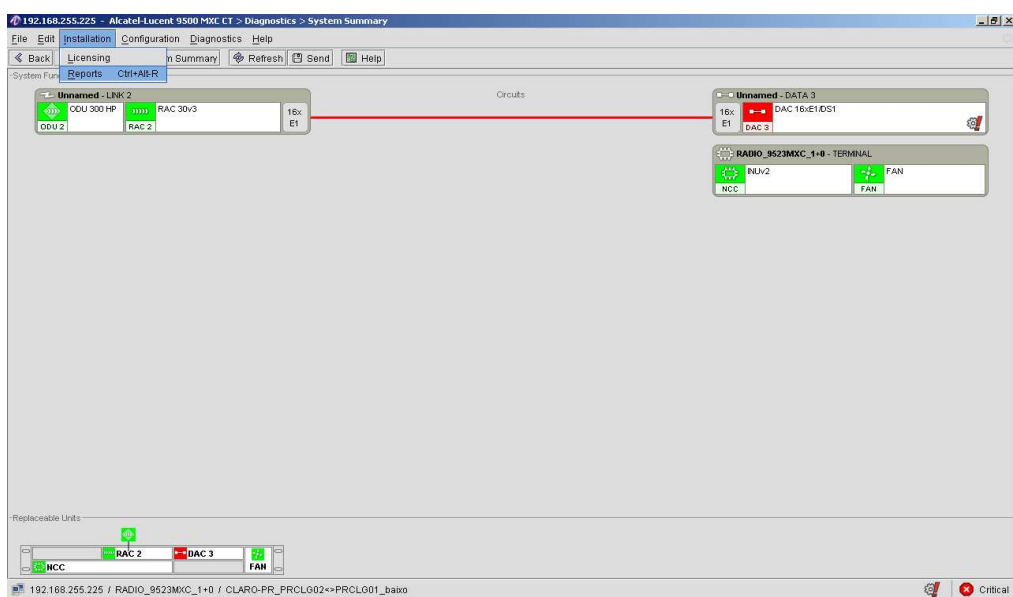 192.168.255.225 - Alcatel-Lucent 9500 MXC CT > Diagnostics > System Summary
File Edit Installation Configuration Diagnostics Help
Back Licensing Summary Refresh Send Help
System Fun Reports Ctrl+Alt-R
Unnamed - LINK 2 Circuits Unnamed - DATA 3
ODU 300 HP RAC 30v3 16x E1 16x E1 DAC 16xE1/DS1
ODU 2 RAC 2 DAC 3
RADIO_9523MXC_1+0 - TERMINAL
INUv2 FAN
NCC FAN
Replaceable Units
RAC 2 DAC 3
NCC FAN
192.168.255.225 / RADIO_9523MXC_1+0 / CLARO-PR_PRCLG02<>PRCLG01_baixo Critical